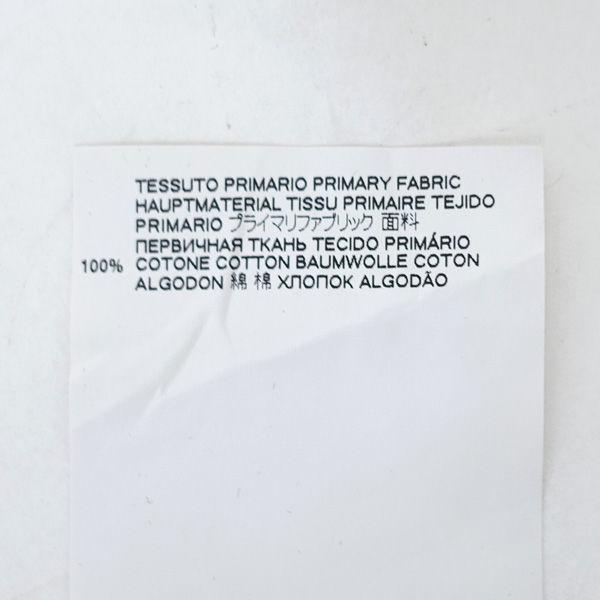 TESSUTO PRIMARIO PRIMARY FABRIC
HAUPTMATERIAL TISSU PRIMAIRE TEJIDO
PRIMARIO プライマリファブリック 面料
ПЕРВИЧНАЯ ТКАНЬ TECIDO PRIMÁRIO
100% COTONE COTTON BAUMWOLLE COTON
ALGODON 綿 棉 ХЛОПОК ALGODÃO